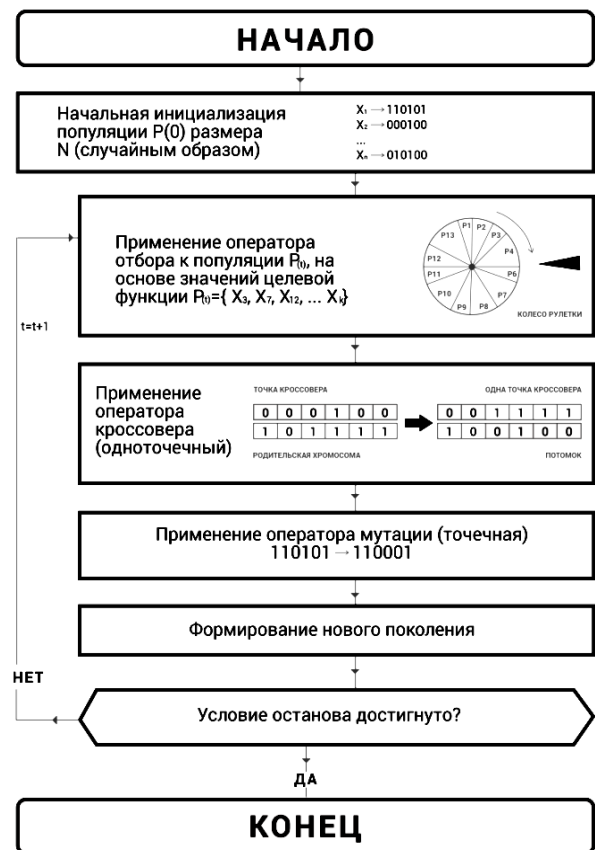 НАЧАЛО
Начальная инициализация
популяции P(0) размера
N (случайным образом)
X₁ → 110101
X₂ → 000100
...
Xₙ → 010100
Применение оператора
отбора к популяции P₍ₜ₎, на
основе значений целевой
функции P₍ₜ₎={ X₃, X₇, X₁₂, ... Xₖ}
P1
P2
P3
P4
P6
P7
P8
P9
P10
P11
P12
P13
КОЛЕСО РУЛЕТКИ
t=t+1
Применение
оператора
кроссовера
(одноточечный)
ТОЧКА КРОССОВЕРА
0 0 0 1 0 0
1 0 1 1 1 1
РОДИТЕЛЬСКАЯ ХРОМОСОМА
ОДНА ТОЧКА КРОССОВЕРА
0 0 1 1 1 1
1 0 0 1 0 0
ПОТОМОК
Применение оператора мутации (точечная)
110101 → 110001
Формирование нового поколения
НЕТ
Условие останова достигнуто?
ДА
КОНЕЦ